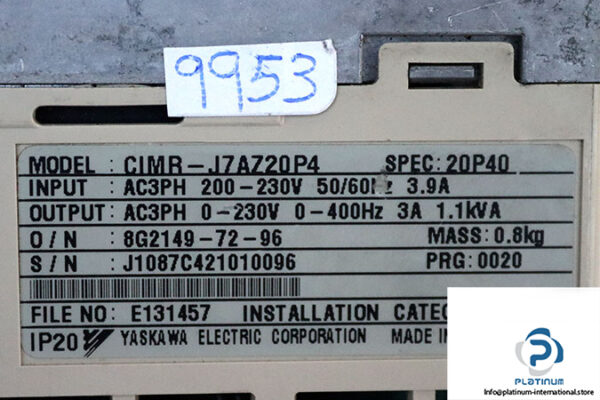 9953
MODEL : CIMR-J7AZ20P4 SPEC: 20P40
INPUT : AC3PH 200-230V 50/60Hz 3.9A
OUTPUT: AC3PH 0-230V 0-400Hz 3A 1.1kVA
O/N : 8G2149-72-96 MASS: 0.8kg
S/N : J1087C421010096 PRG: 0020
FILE NO: E131457 INSTALLATION CATEG
IP20 YASKAWA ELECTRIC CORPORATION MADE IN
PLATINUM
Info@platinum-international.store